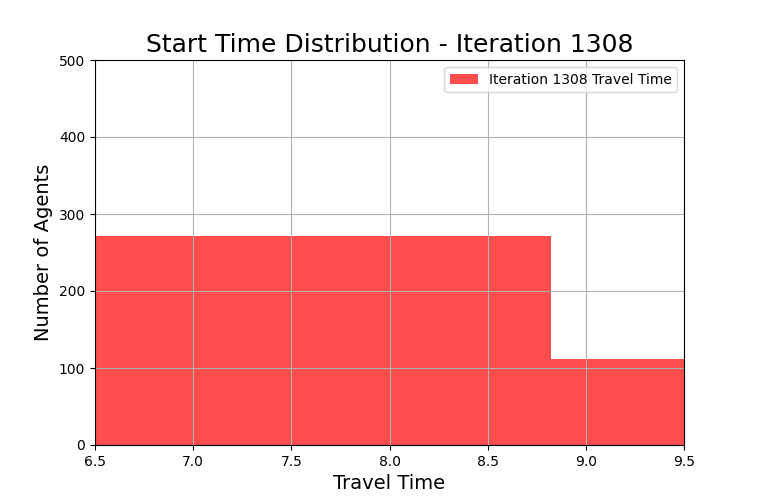 Start Time Distribution - Iteration 1308
500
Iteration 1308 Travel Time
400
300
200
100
0
Number of Agents
6.5 7.0 7.5 8.0 8.5 9.0 9.5
Travel Time